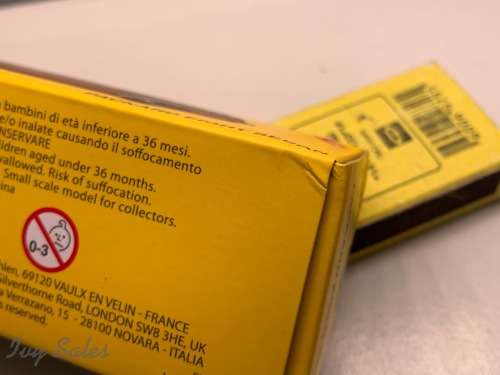 bambini di età inferiore a 36 mesi.
e/o inalate causando il soffocamento
NSERVARE
ildren aged under 36 months.
wallowed. Risk of suffocation.
Small scale model for collectors.
ina
0-3
hlen, 69120 VAULX EN VELIN - FRANCE
Silverthorne Road, LONDON SW8 3HE, UK
a Verrazano, 15 - 28100 NOVARA - ITALIA
s reserved.
Ivy Sales